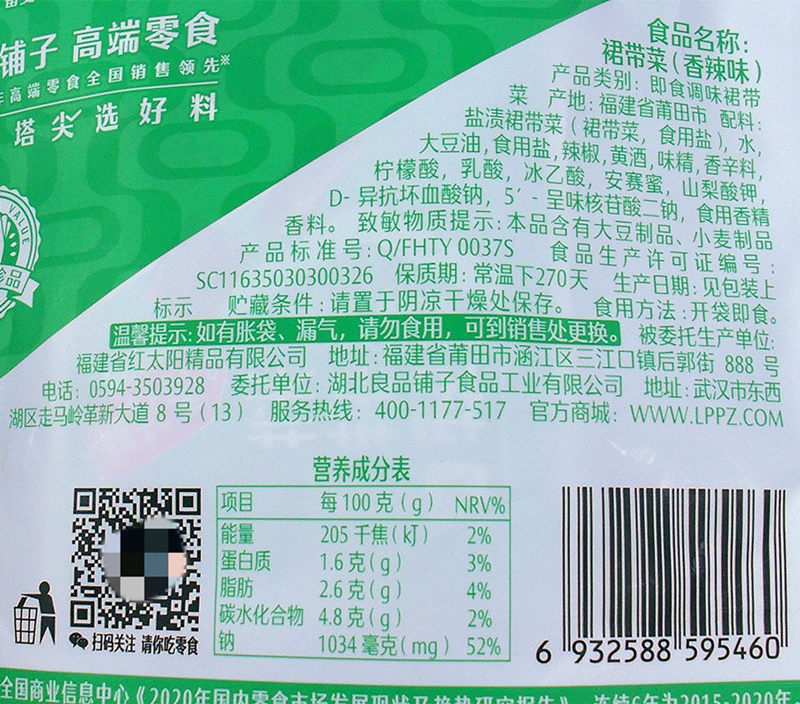 铺子 高端零食
年高端零食全国销售领先※
塔尖选好料
VALUE
珍品
食品名称:
裙带菜(香辣味)
产品类别: 即食调味裙带
菜 产地: 福建省莆田市 配料:
盐渍裙带菜(裙带菜, 食用盐), 水,
大豆油, 食用盐, 辣椒, 黄酒, 味精, 香辛料,
柠檬酸, 乳酸, 冰乙酸, 安赛蜜, 山梨酸钾,
D- 异抗坏血酸钠, 5′- 呈味核苷酸二钠, 食用香精
香料。 致敏物质提示: 本品含有大豆制品、小麦制品
产品标准号: Q/FHTY 0037S 食品生产许可证编号:
SC11635030300326 保质期: 常温下270天 生产日期: 见包装上
标示 贮藏条件: 请置于阴凉干燥处保存。 食用方法: 开袋即食。
温馨提示: 如有胀袋、漏气, 请勿食用, 可到销售处更换。 被委托生产单位:
福建省红太阳精品有限公司 地址: 福建省莆田市涵江区三江口镇后郭街 888 号
电话: 0594-3503928 委托单位: 湖北良品铺子食品工业有限公司 地址: 武汉市东西
湖区走马岭革新大道 8 号 (13) 服务热线: 400-1177-517 官方商城: WWW.LPPZ.COM
营养成分表
项目 每 100 克 (g) NRV%
能量 205 千焦 (kJ) 2%
蛋白质 1.6 克 (g) 3%
脂肪 2.6 克 (g) 4%
碳水化合物 4.8 克 (g) 2%
钠 1034 毫克 (mg) 52%
扫码关注 请你吃零食
6 932588 595460
全国商业信息中心《2020年国内零食市场发展现状及趋势研究报告》, 连续6年为2015-2020年。